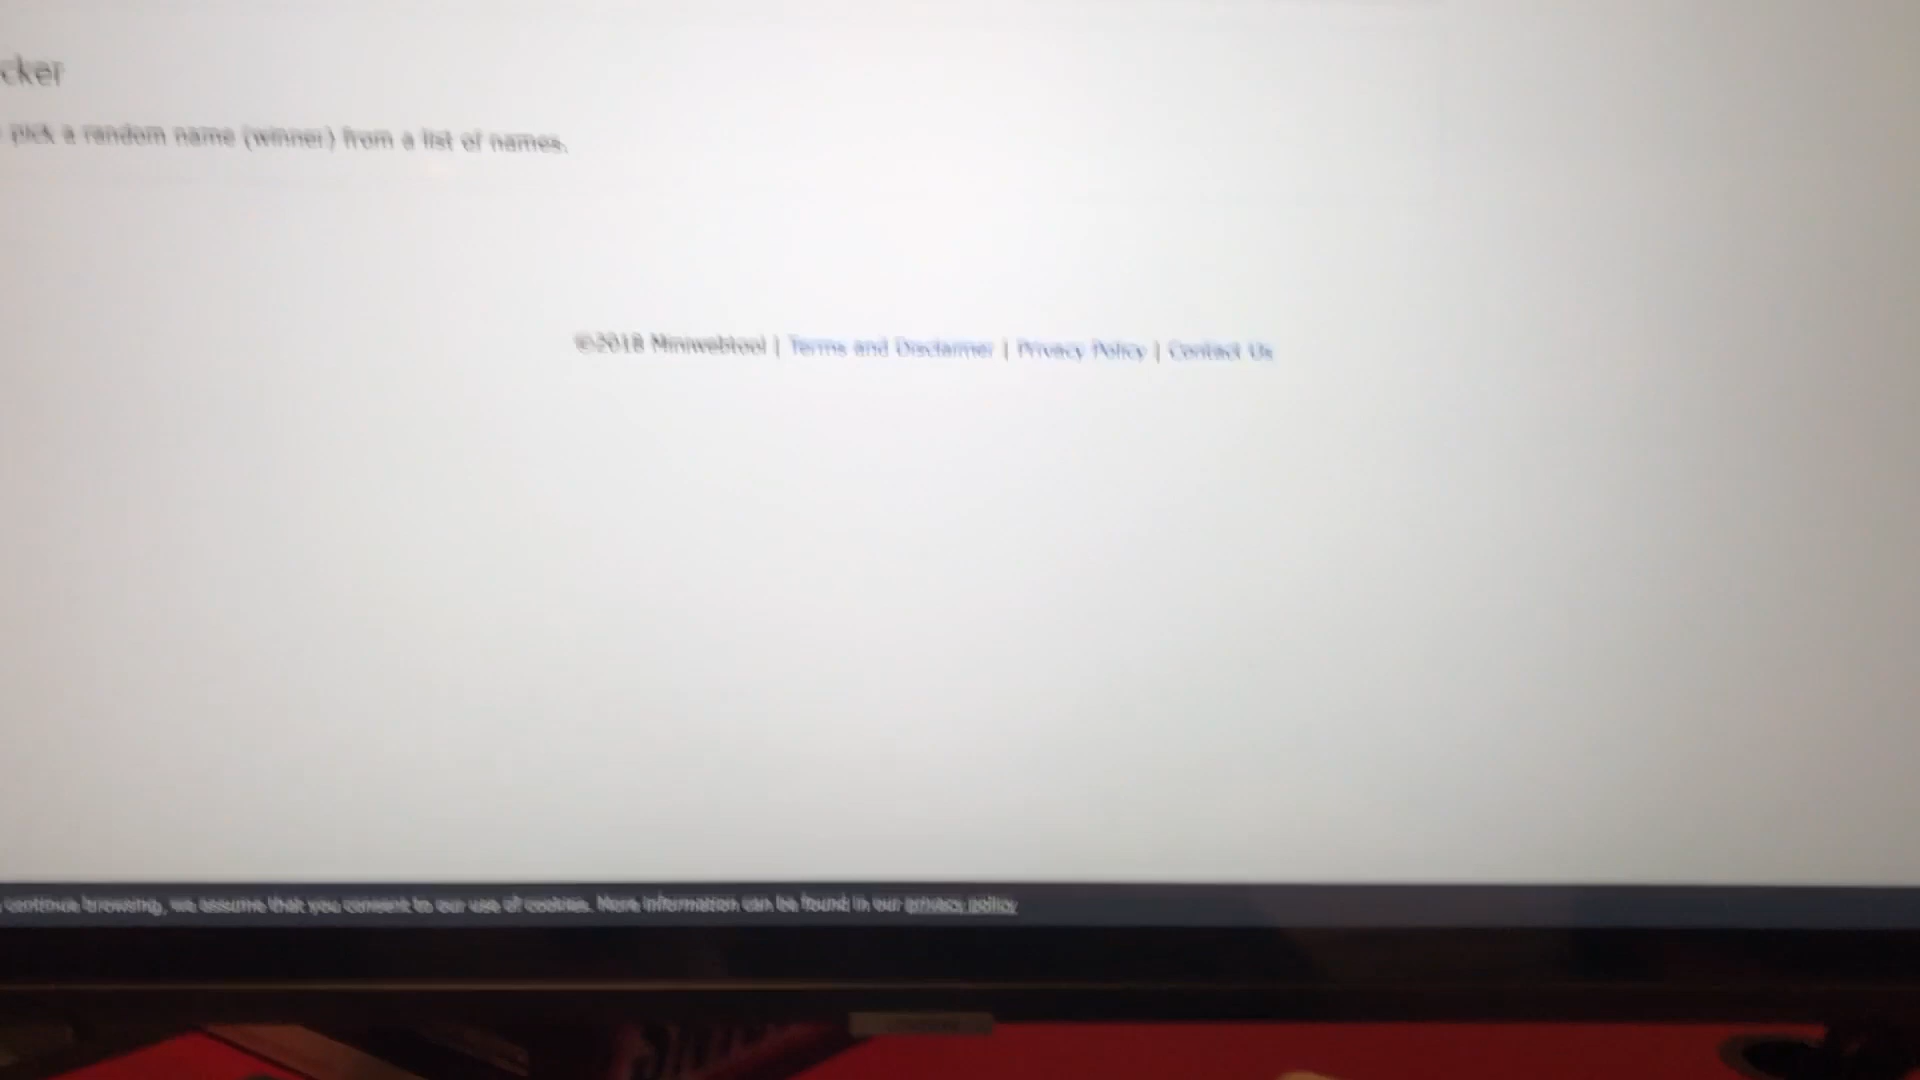 cker
pick a random name (winner) from a list of names.
©2018 Miniwebtool | Terms and Disclaimer | Privacy Policy | Contact Us
continue browsing, we assume that you consent to our use of cookies. More information can be found in our privacy policy